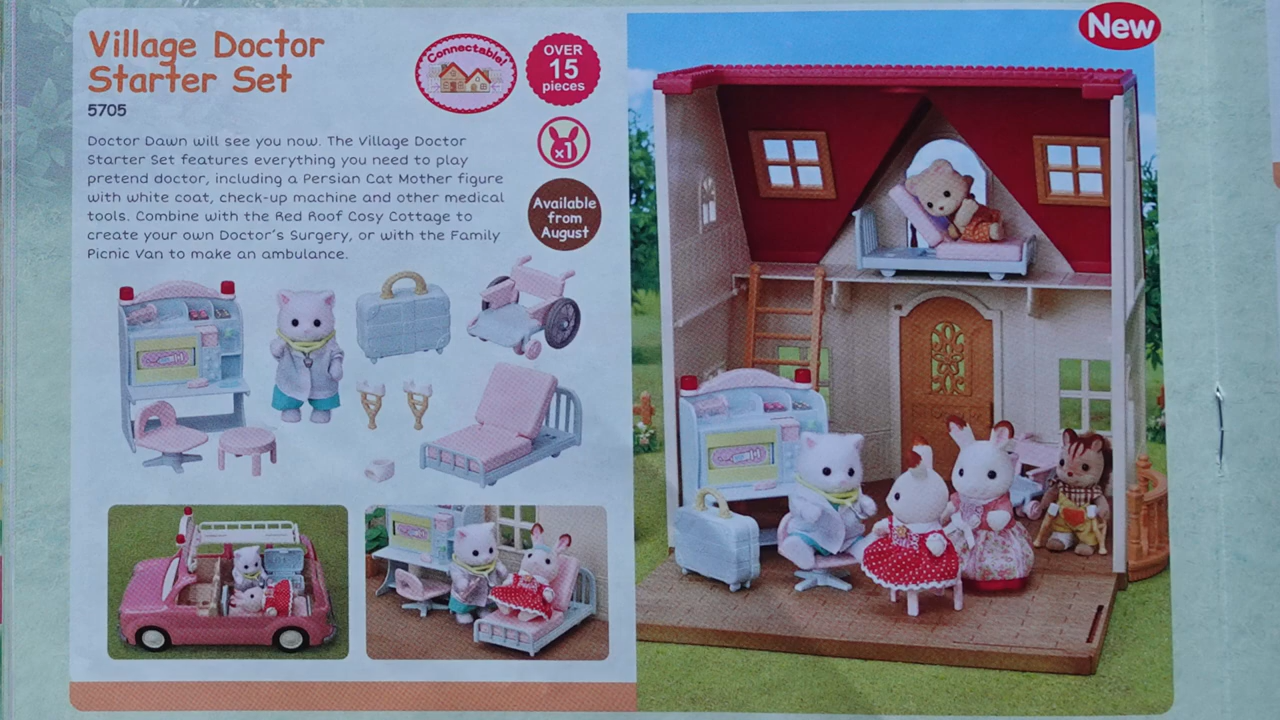 Village Doctor
Starter Set
5705
Connectable!
OVER
15
pieces
x1
Available
from
August
New
Doctor Dawn will see you now. The Village Doctor
Starter Set features everything you need to play
pretend doctor, including a Persian Cat Mother figure
with white coat, check-up machine and other medical
tools. Combine with the Red Roof Cosy Cottage to
create your own Doctor's Surgery, or with the Family
Picnic Van to make an ambulance.